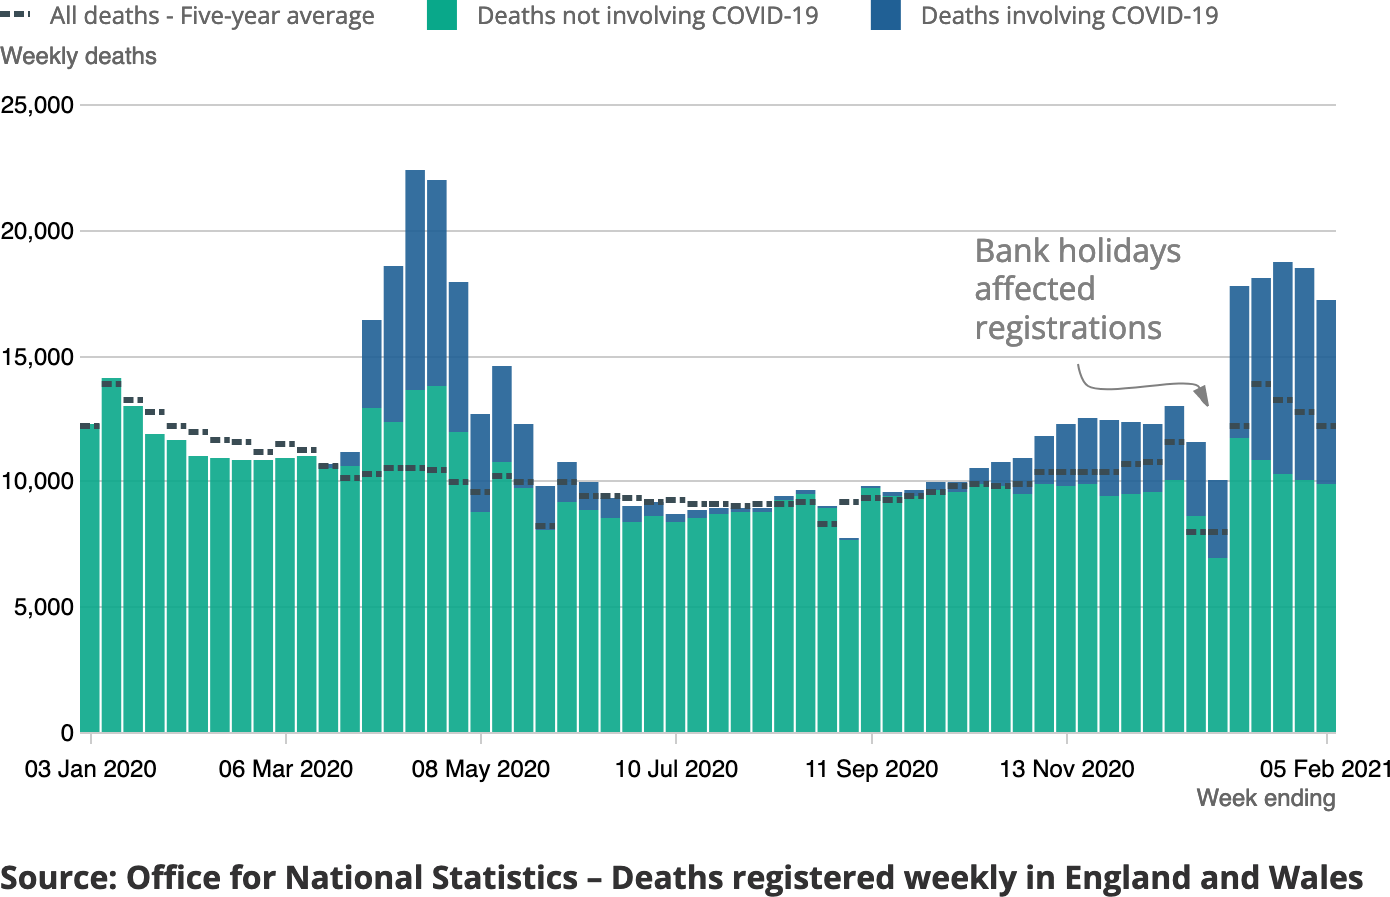 All deaths - Five-year average Deaths not involving COVID-19 Deaths involving COVID-19
Weekly deaths
25,000
20,000
Bank holidays
affected
registrations
15,000
10,000
5,000
0
03 Jan 2020 06 Mar 2020 08 May 2020 10 Jul 2020 11 Sep 2020 13 Nov 2020 05 Feb 2021
Week ending
Source: Office for National Statistics – Deaths registered weekly in England and Wales